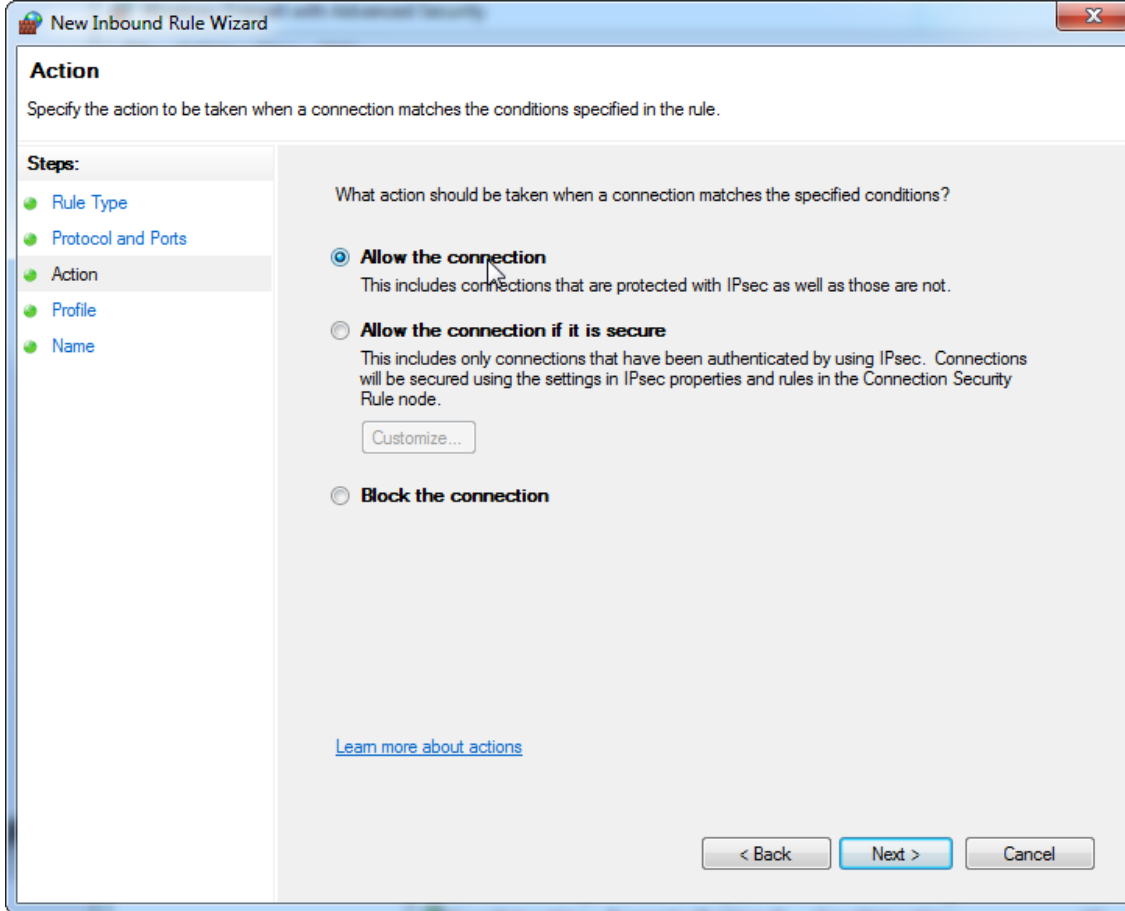 New Inbound Rule Wizard
Action
Specify the action to be taken when a connection matches the conditions specified in the rule.
Steps:
Rule Type
Protocol and Ports
Action
Profile
Name
What action should be taken when a connection matches the specified conditions?
Allow the connection
This includes connections that are protected with IPsec as well as those are not.
Allow the connection if it is secure
This includes only connections that have been authenticated by using IPsec. Connections
will be secured using the settings in IPsec properties and rules in the Connection Security
Rule node.
Customize...
Block the connection
Learn more about actions
< Back
Next >
Cancel